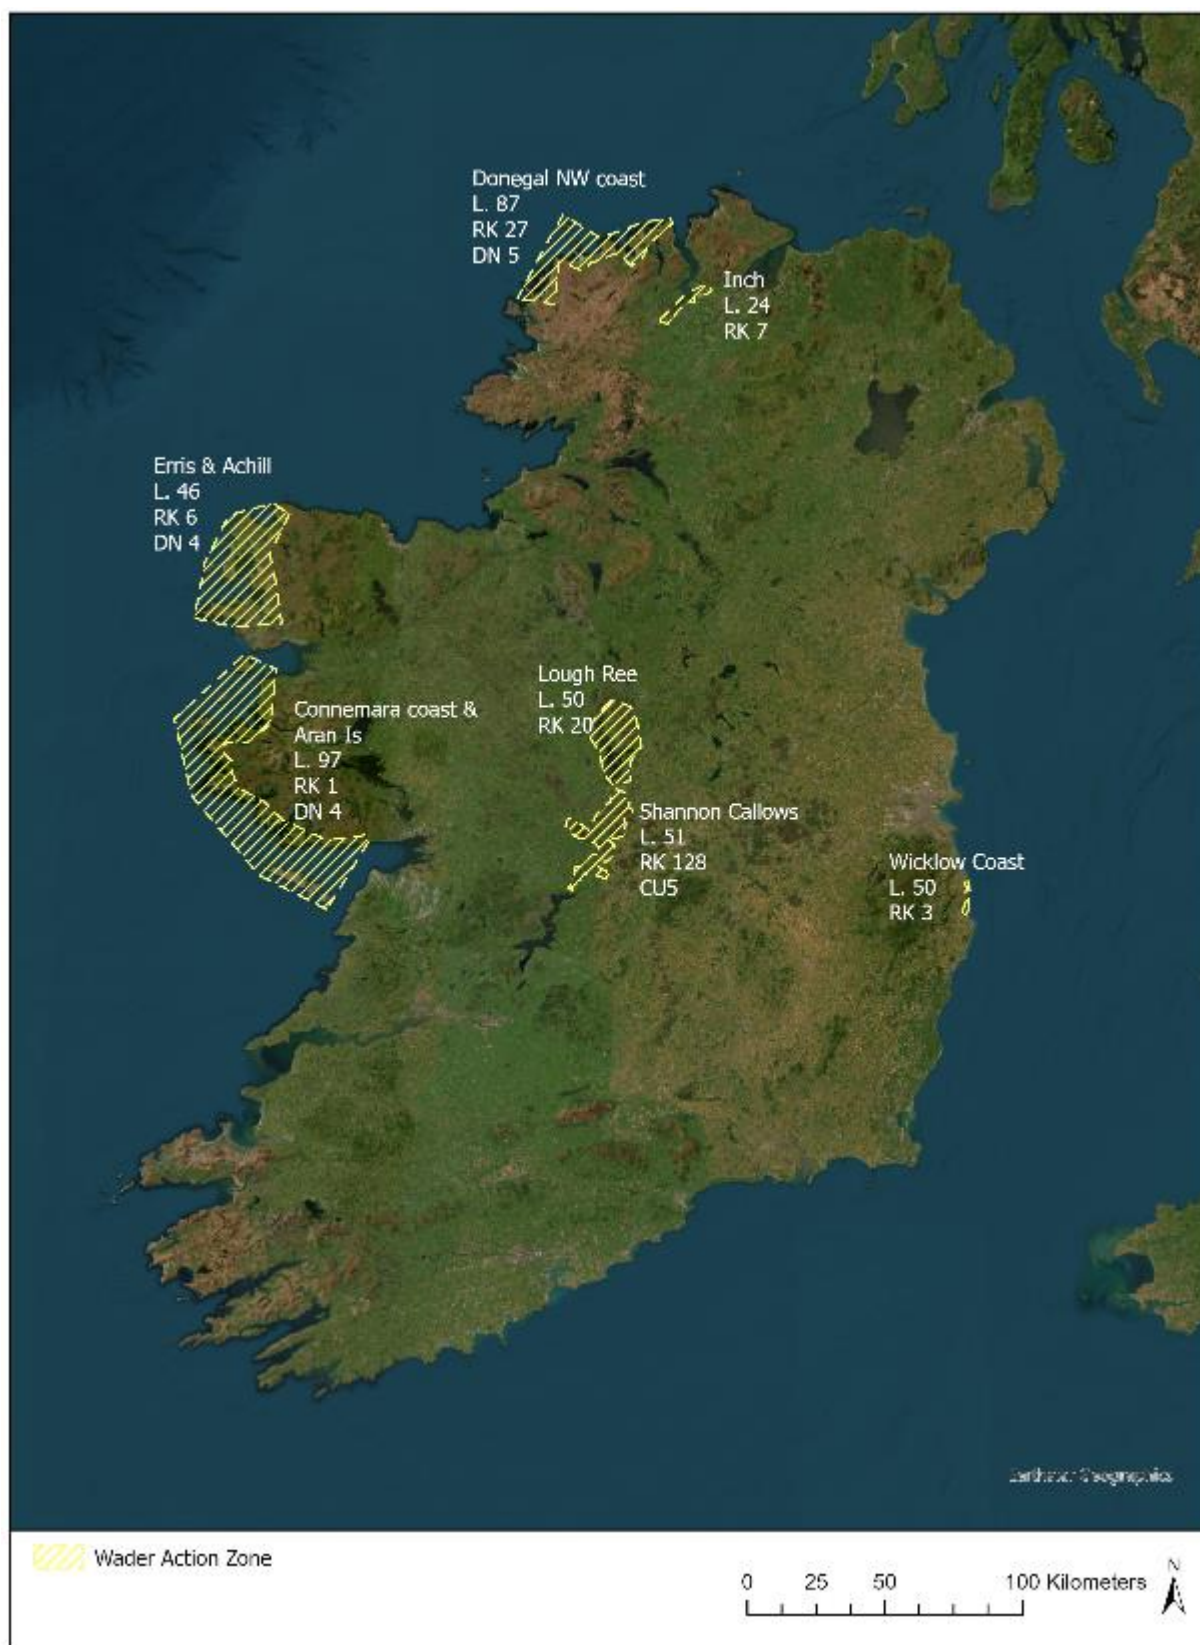 Donegal NW coast
L. 87
RK 27
DN 5
Inch
L. 24
RK 7
Erris & Achill
L. 46
RK 6
DN 4
Lough Ree
L. 50
RK 20
Connemara coast &
Aran Is
L. 97
RK 1
DN 4
Shannon Callows
L. 51
RK 128
CU5
Wicklow Coast
L. 50
RK 3
Earthstar Geographics
Wader Action Zone
0 25 50 100 Kilometers
N